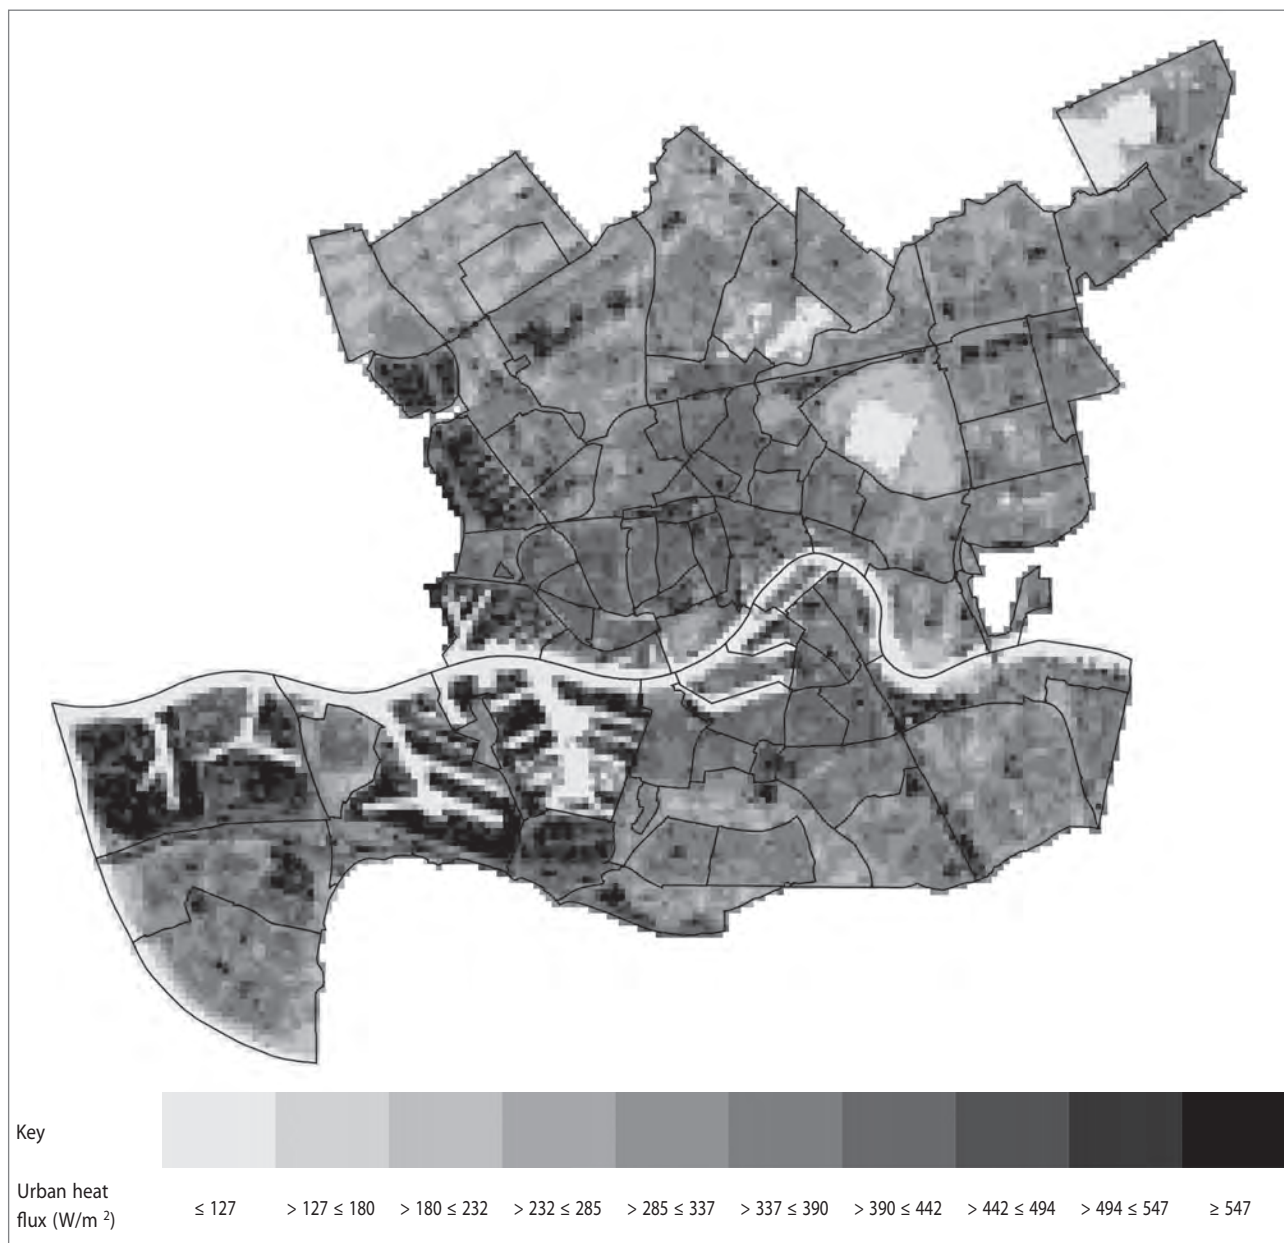 Key
Urban heat
flux (W/m ²)
≤ 127 > 127 ≤ 180 > 180 ≤ 232 > 232 ≤ 285 > 285 ≤ 337 > 337 ≤ 390 > 390 ≤ 442 > 442 ≤ 494 > 494 ≤ 547 ≥ 547